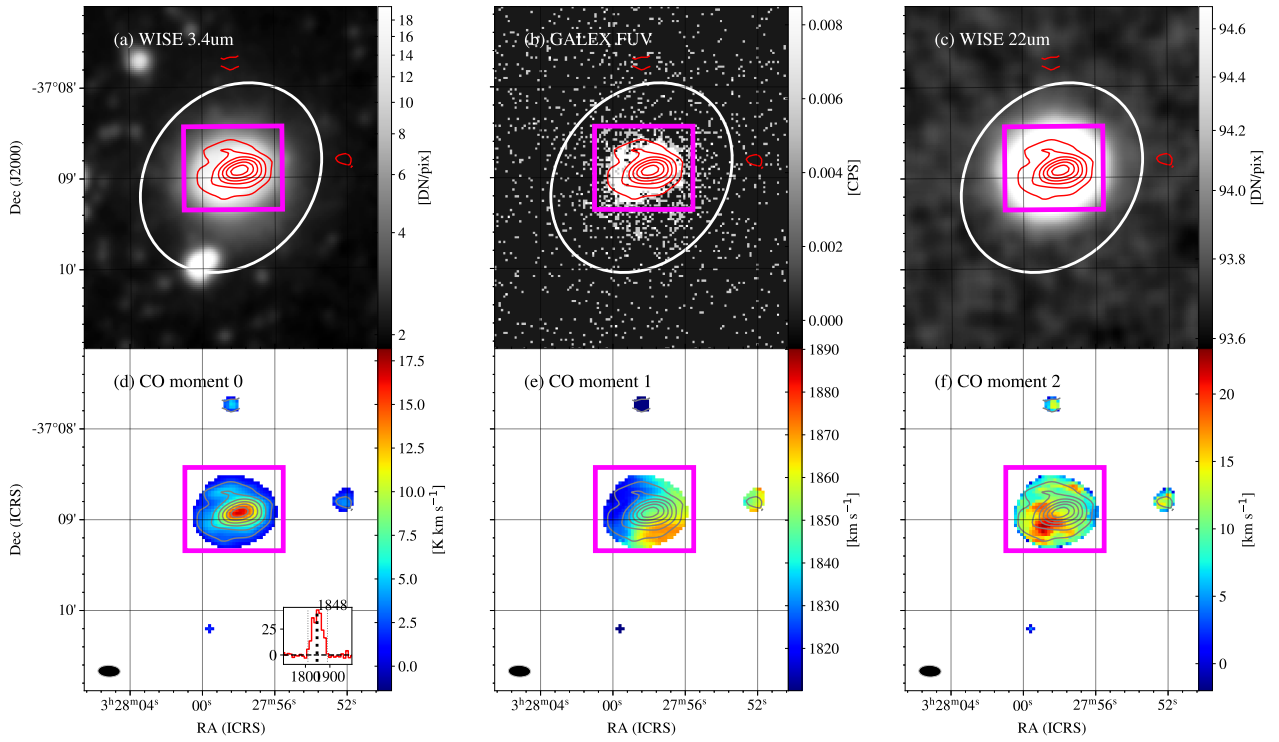 (a) WISE 3.4um
(b) GALEX FUV
(c) WISE 22um
18
16
14
12
10
8
6
4
2
[DN/pix]
0.008
0.006
0.004
0.002
0.000
[CPS]
94.6
94.4
94.2
94.0
93.8
93.6
[DN/pix]
-37°08'
09'
10'
Dec (J2000)
(d) CO moment 0
(e) CO moment 1
(f) CO moment 2
17.5
15.0
12.5
10.0
7.5
5.0
2.5
0.0
[K km s⁻¹]
1890
1880
1870
1860
1850
1840
1830
1820
[km s⁻¹]
20
15
10
5
0
[km s⁻¹]
-37°08'
09'
10'
Dec (ICRS)
1848
25
0
1800
1900
3ʰ28ᵐ04ˢ 00ˢ 27ᵐ56ˢ 52ˢ
3ʰ28ᵐ04ˢ 00ˢ 27ᵐ56ˢ 52ˢ
3ʰ28ᵐ04ˢ 00ˢ 27ᵐ56ˢ 52ˢ
RA (ICRS)
RA (ICRS)
RA (ICRS)